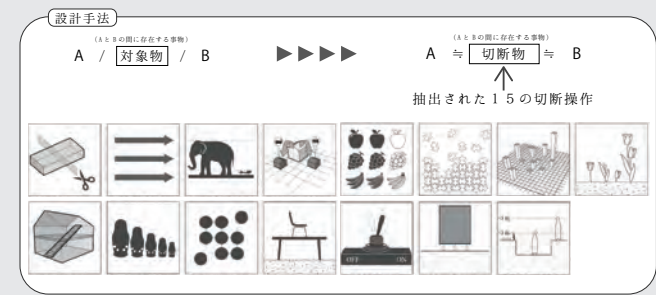 設計手法
(AとBの間に存在する事物)
A / 対象物 / B
(AとBの間に存在する事物)
A ≒ 切断物 ≒ B
抽出された15の切断操作
OFF ON